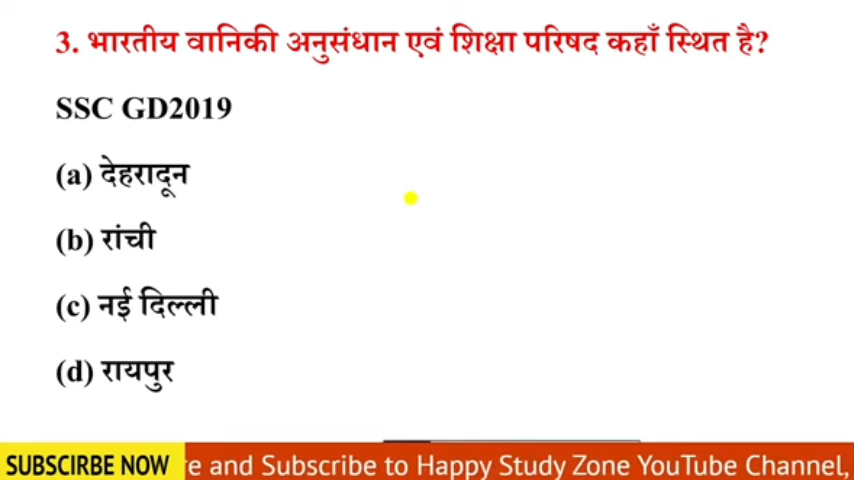 3. भारतीय वानिकी अनुसंधान एवं शिक्षा परिषद कहाँ स्थित है?
SSC GD2019
(a) देहरादून
(b) रांची
(c) नई दिल्ली
(d) रायपुर
SUBSCIRBE NOW re and Subscribe to Happy Study Zone YouTube Channel,